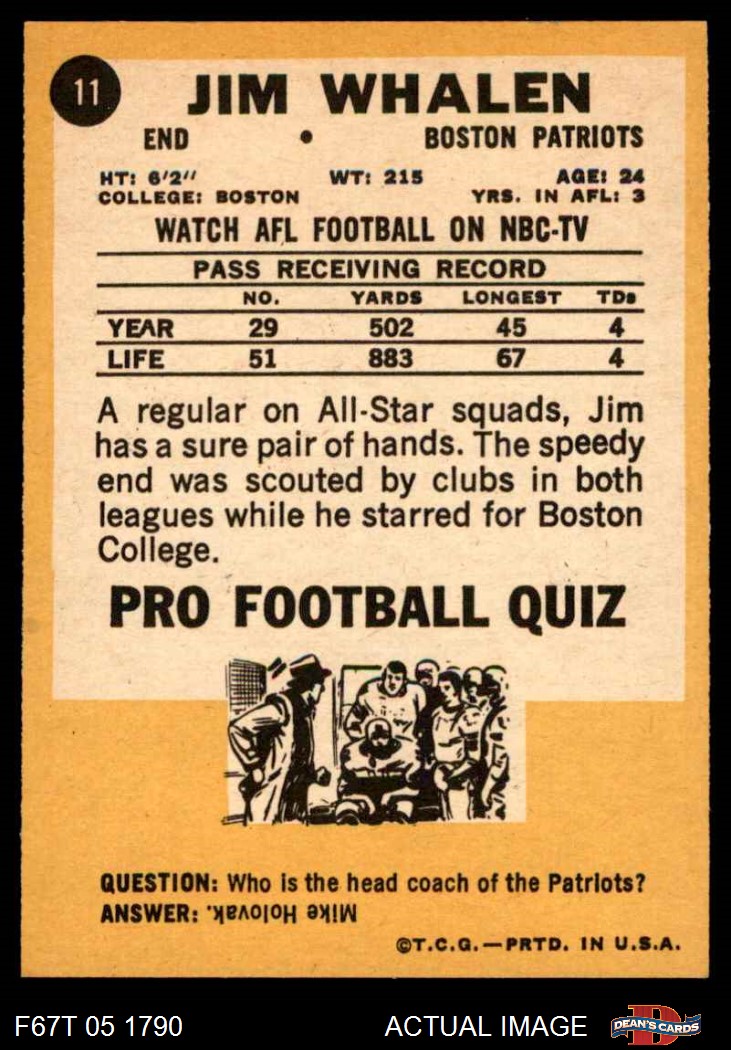 11
JIM WHALEN
END • BOSTON PATRIOTS
HT: 6'2" WT: 215 AGE: 24
COLLEGE: BOSTON YRS. IN AFL: 3
WATCH AFL FOOTBALL ON NBC-TV
PASS RECEIVING RECORD
NO. YARDS LONGEST TDs
YEAR 29 502 45 4
LIFE 51 883 67 4
A regular on All-Star squads, Jim
has a sure pair of hands. The speedy
end was scouted by clubs in both
leagues while he starred for Boston
College.
PRO FOOTBALL QUIZ
QUESTION: Who is the head coach of the Patriots?
ANSWER: Mike Holovak.
©T.C.G.—PRTD. IN U.S.A.
F67T 05 1790 ACTUAL IMAGE D DEAN'S CARDS